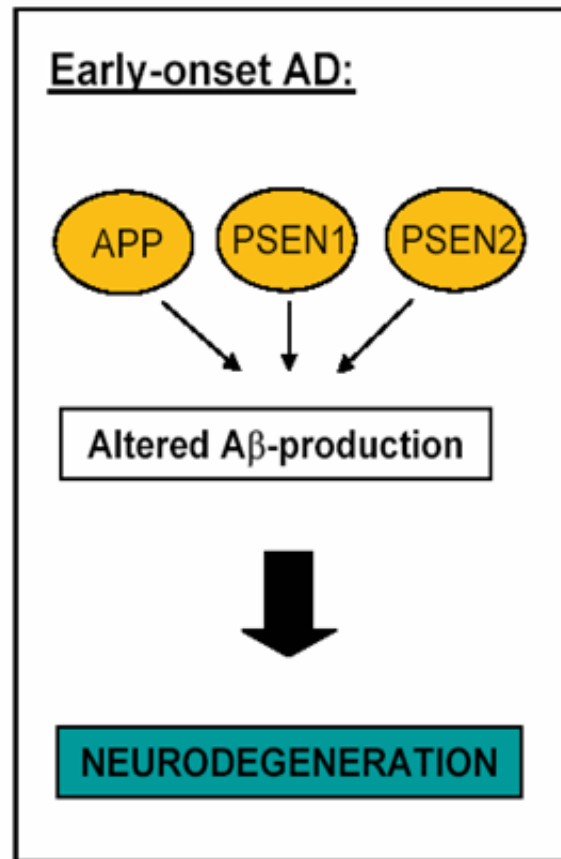 Early-onset AD:
APP PSEN1 PSEN2
Altered Aβ-production
NEURODEGENERATION